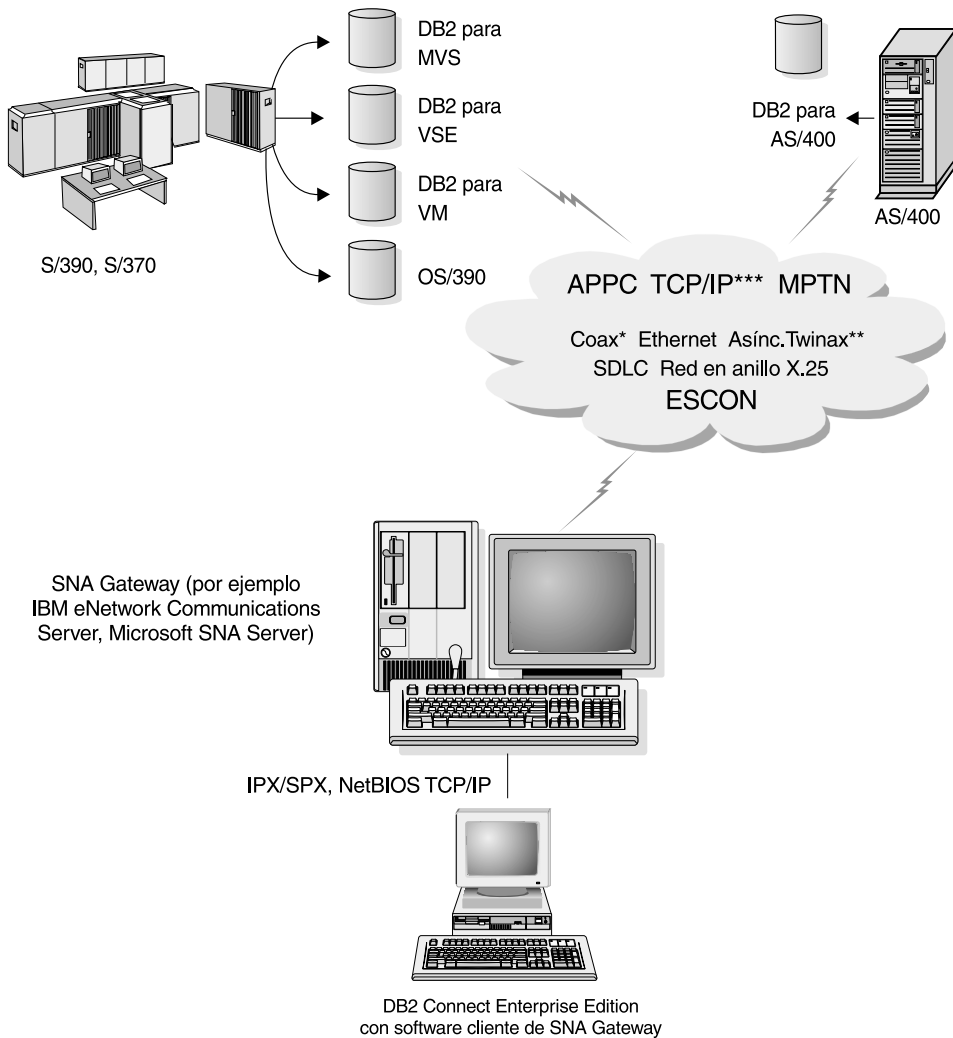 DB2 para
MVS
DB2 para
VSE
DB2 para
VM
OS/390
S/390, S/370
DB2 para
AS/400
AS/400
APPC TCP/IP*** MPTN
Coax* Ethernet Asínc.Twinax**
SDLC Red en anillo X.25
ESCON
SNA Gateway (por ejemplo
IBM eNetwork Communications
Server, Microsoft SNA Server)
IPX/SPX, NetBIOS TCP/IP
DB2 Connect Enterprise Edition
con software cliente de SNA Gateway